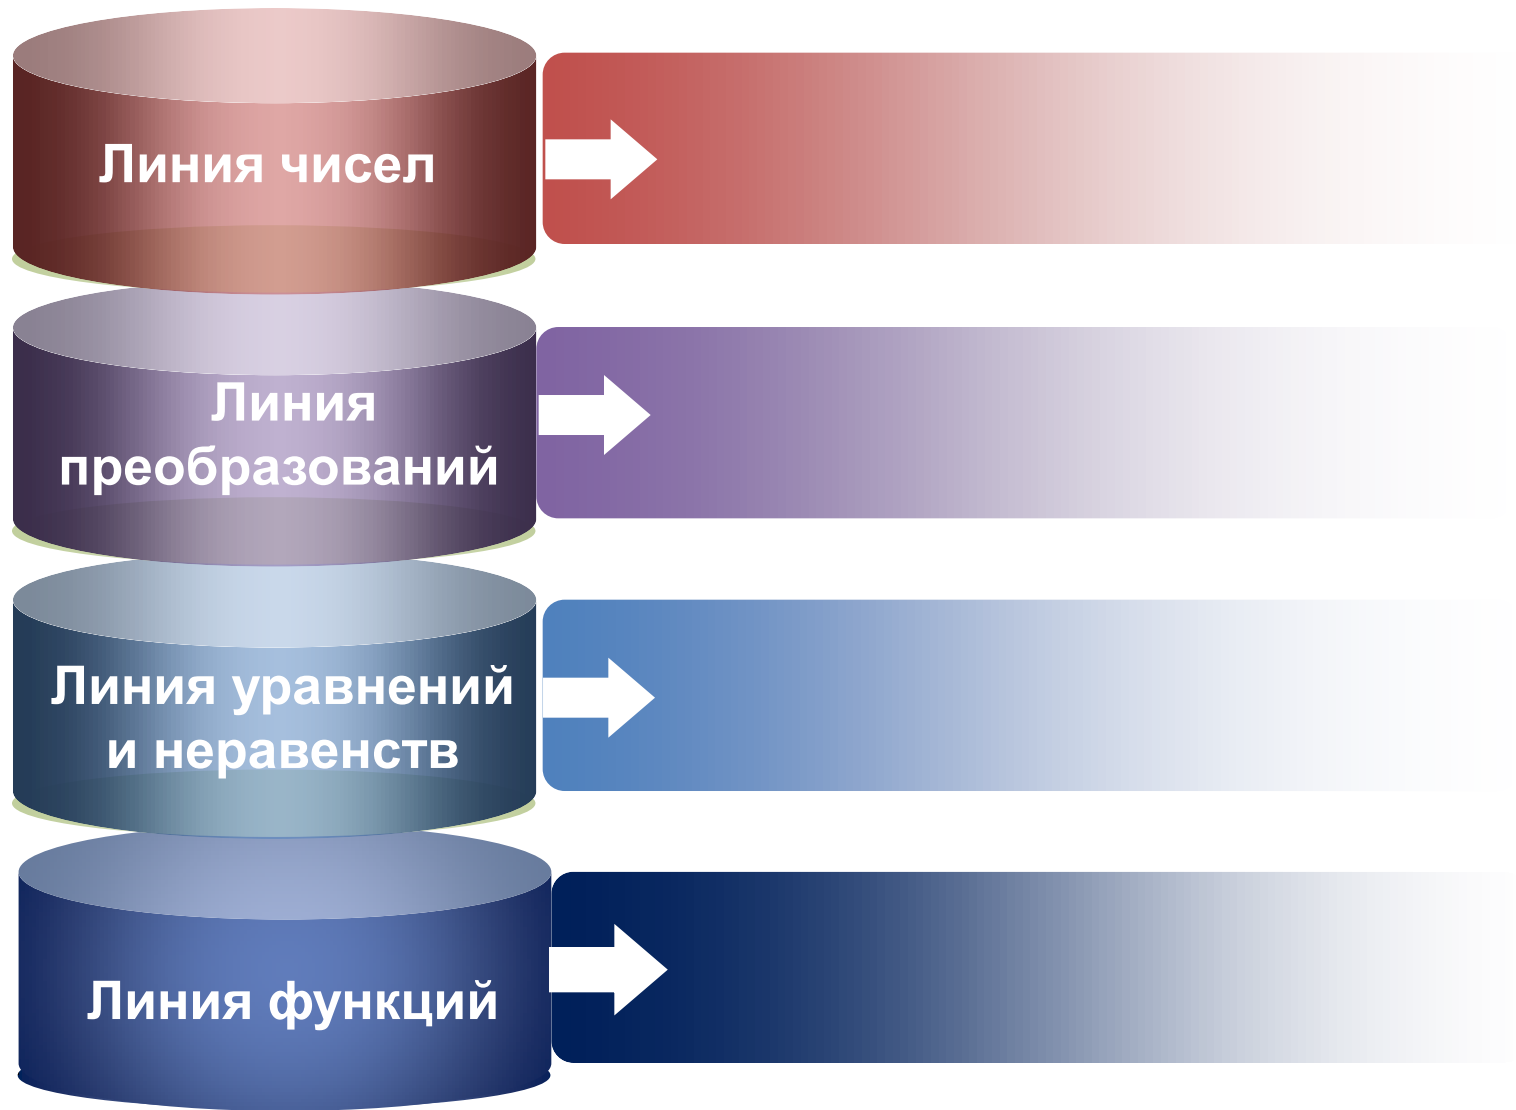 Линия чисел
Линия
преобразований
Линия уравнений
и неравенств
Линия функций